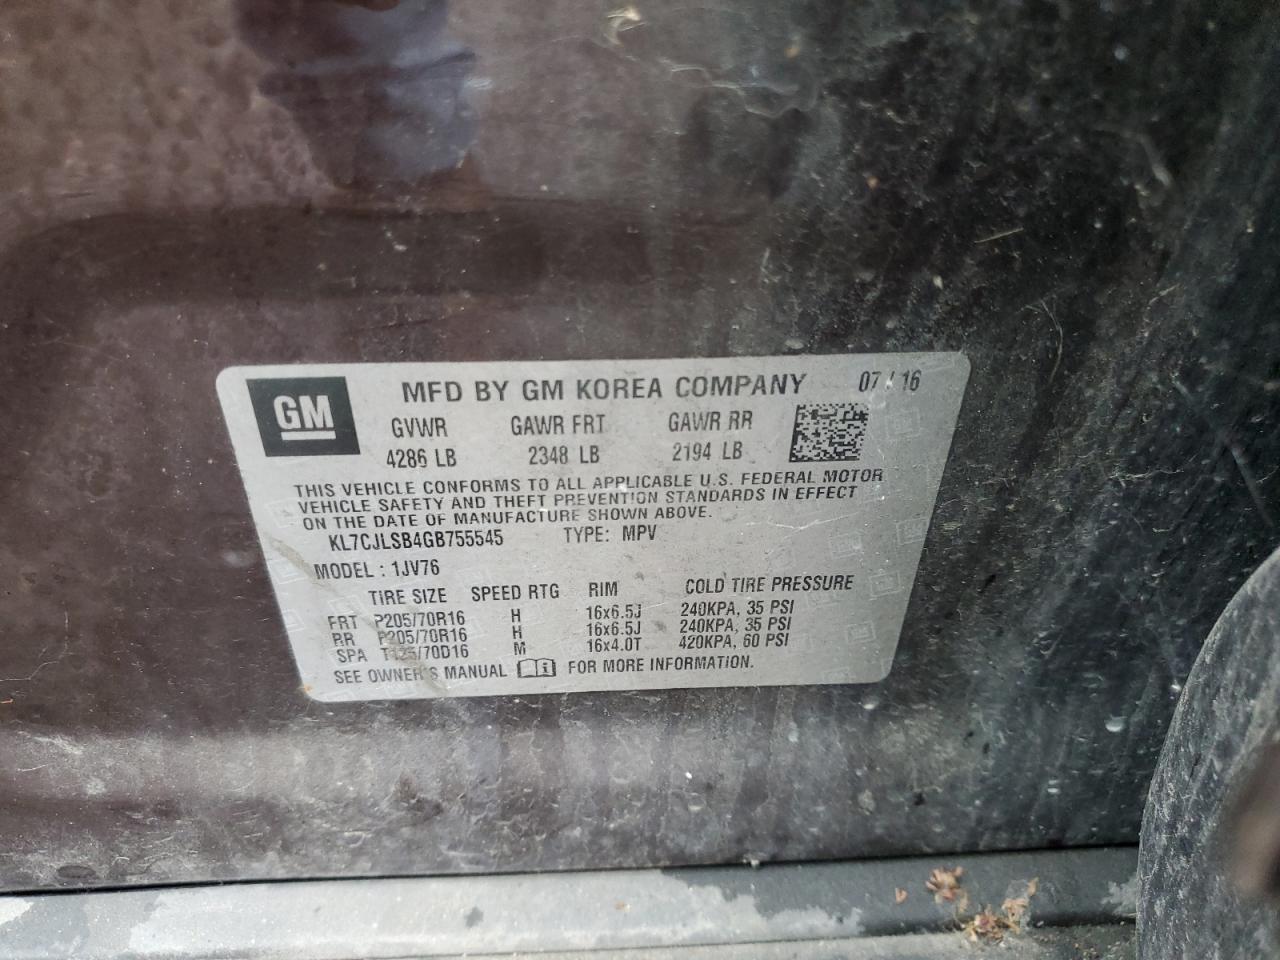 GM
MFD BY GM KOREA COMPANY 07 / 16
GVWR GAWR FRT GAWR RR
4286 LB 2348 LB 2194 LB
THIS VEHICLE CONFORMS TO ALL APPLICABLE U.S. FEDERAL MOTOR
VEHICLE SAFETY AND THEFT PREVENTION STANDARDS IN EFFECT
ON THE DATE OF MANUFACTURE SHOWN ABOVE.
KL7CJLSB4GB755545 TYPE: MPV
MODEL : 1JV76
TIRE SIZE SPEED RTG RIM COLD TIRE PRESSURE
FRT P205/70R16 H 16x6.5J 240KPA, 35 PSI
RR P205/70R16 H 16x6.5J 240KPA, 35 PSI
SPA T125/70D16 M 16x4.0T 420KPA, 60 PSI
SEE OWNER'S MANUAL FOR MORE INFORMATION.